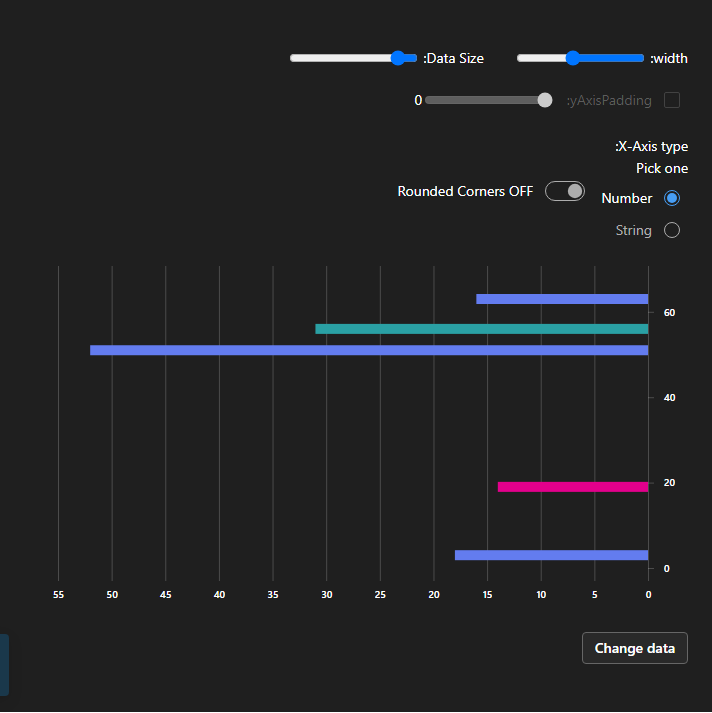 :width
:Data Size
:yAxisPadding
0
:X-Axis type
Pick one
Number
Rounded Corners OFF
String
60
40
20
0
55 50 45 40 35 30 25 20 15 10 5 0
Change data